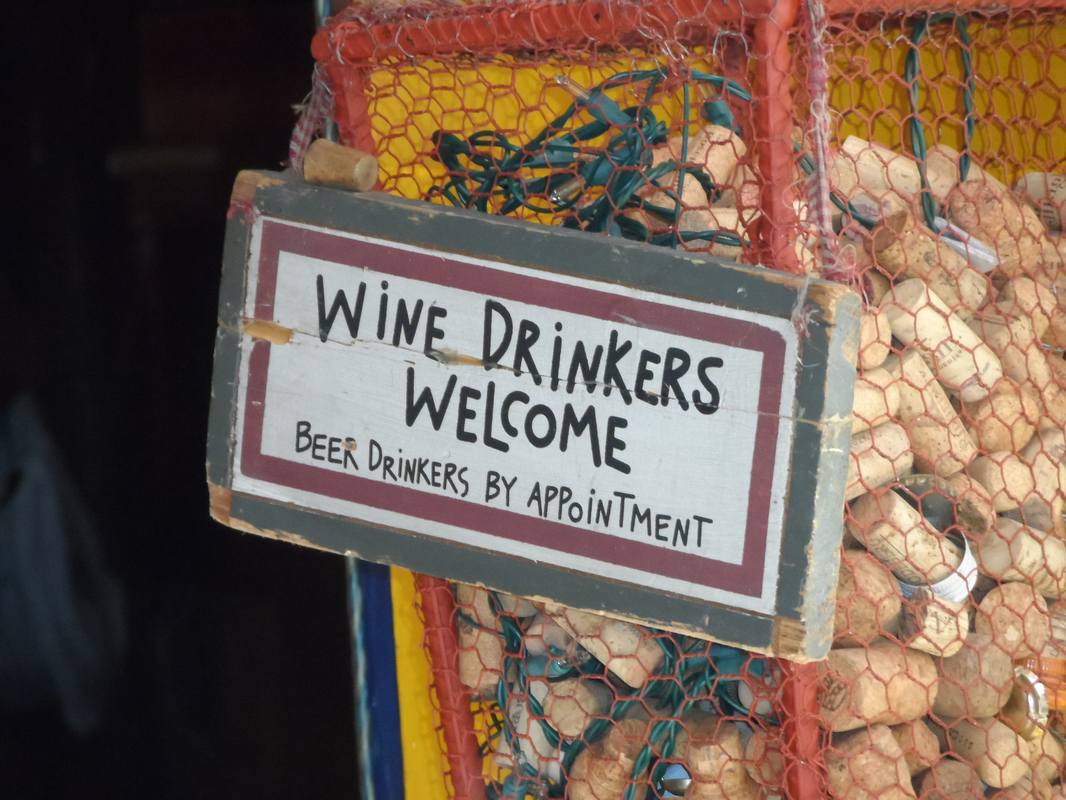 WiNE DRiNKERS
WELCOME
BEER DRiNKERS BY APPOiNTMENT